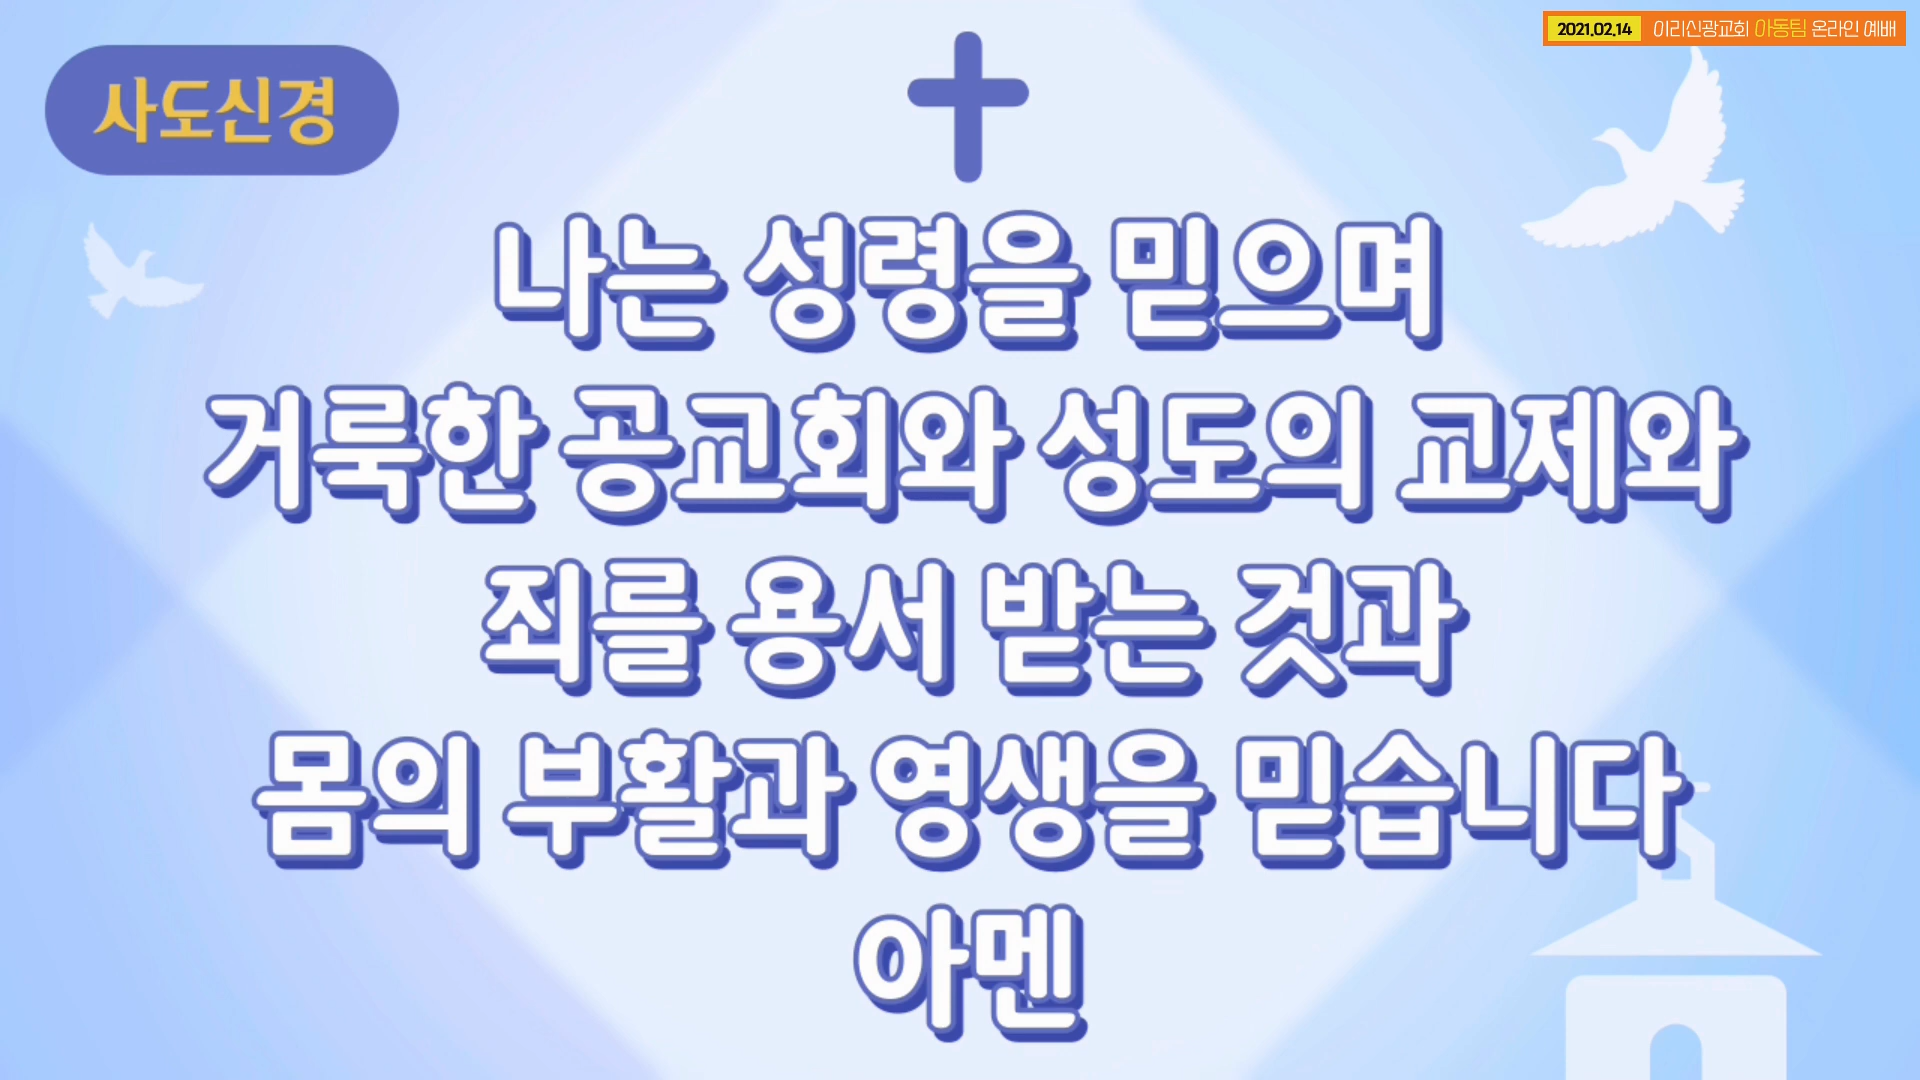 2021.02.14 이리신광교회 아동팀 온라인 예배
사도신경
나는 성령을 믿으며
거룩한 공교회와 성도의 교제와
죄를 용서 받는 것과
몸의 부활과 영생을 믿습니다
아멘